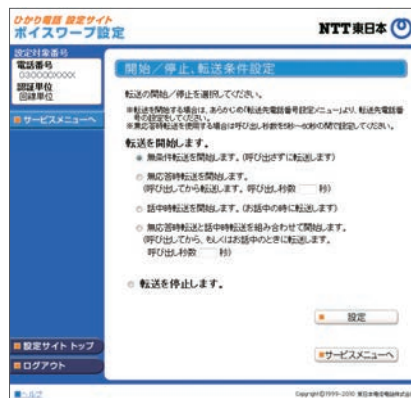 ひかり電話 設定サイト
ボイスワープ設定
NTT東日本
設定対象番号
電話番号
030000XXXX
認証単位
回線単位
サービスメニューへ
開始／停止、転送条件設定
転送の開始／停止を選択してください。
※転送を開始する場合は、あらかじめ「転送先電話番号設定メニュー」より、転送先電話番
号の設定をしてください。
※無応答時転送を使用する場合は呼び出し秒数を5秒～60秒の間で設定してください。
転送を開始します。
無条件転送を開始します。(呼び出さずに転送します)
無応答時転送を開始します。
(呼び出してから転送します。呼び出し秒数 秒)
話中時転送を開始します。(お話中の時に転送します)
無応答時転送と話中時転送を組み合わせて開始します。
(呼び出してから、もしくはお話中のときに転送します。
呼び出し秒数 秒)
転送を停止します。
設定
設定サイトトップ
サービスメニューへ
ログアウト
ヘルプ
Copyright©1999-2010 東日本電信電話株式会